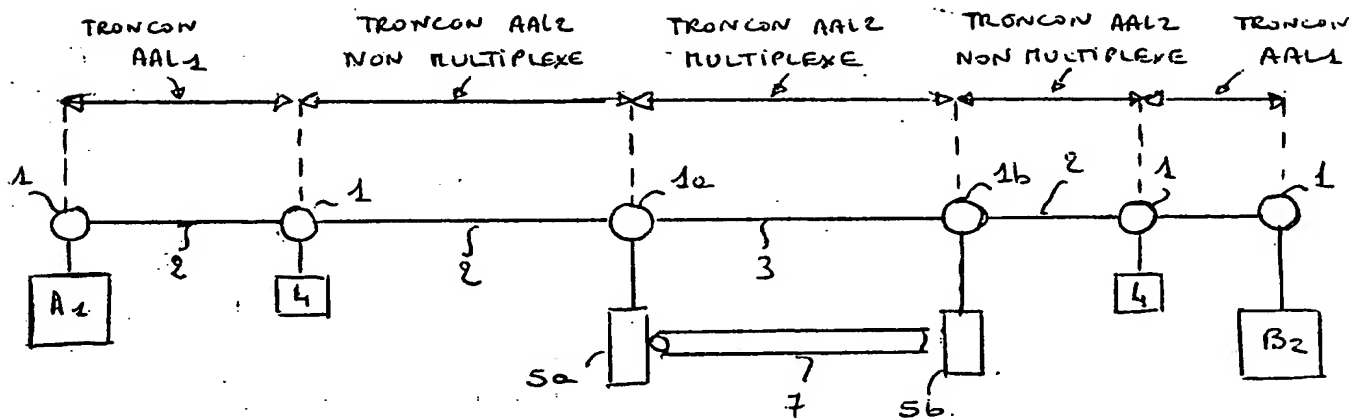 TRONCON
AAL1
TRONCON AAL2
NON MULTIPLEXE
TRONCON AAL2
MULTIPLEXE
TRONCON AAL2
NON MULTIPLEXE
TRONCON
AAL1
1
1
1a
1b
2
1
1
2
2
3
A1
4
4
B2
5a
7
5b